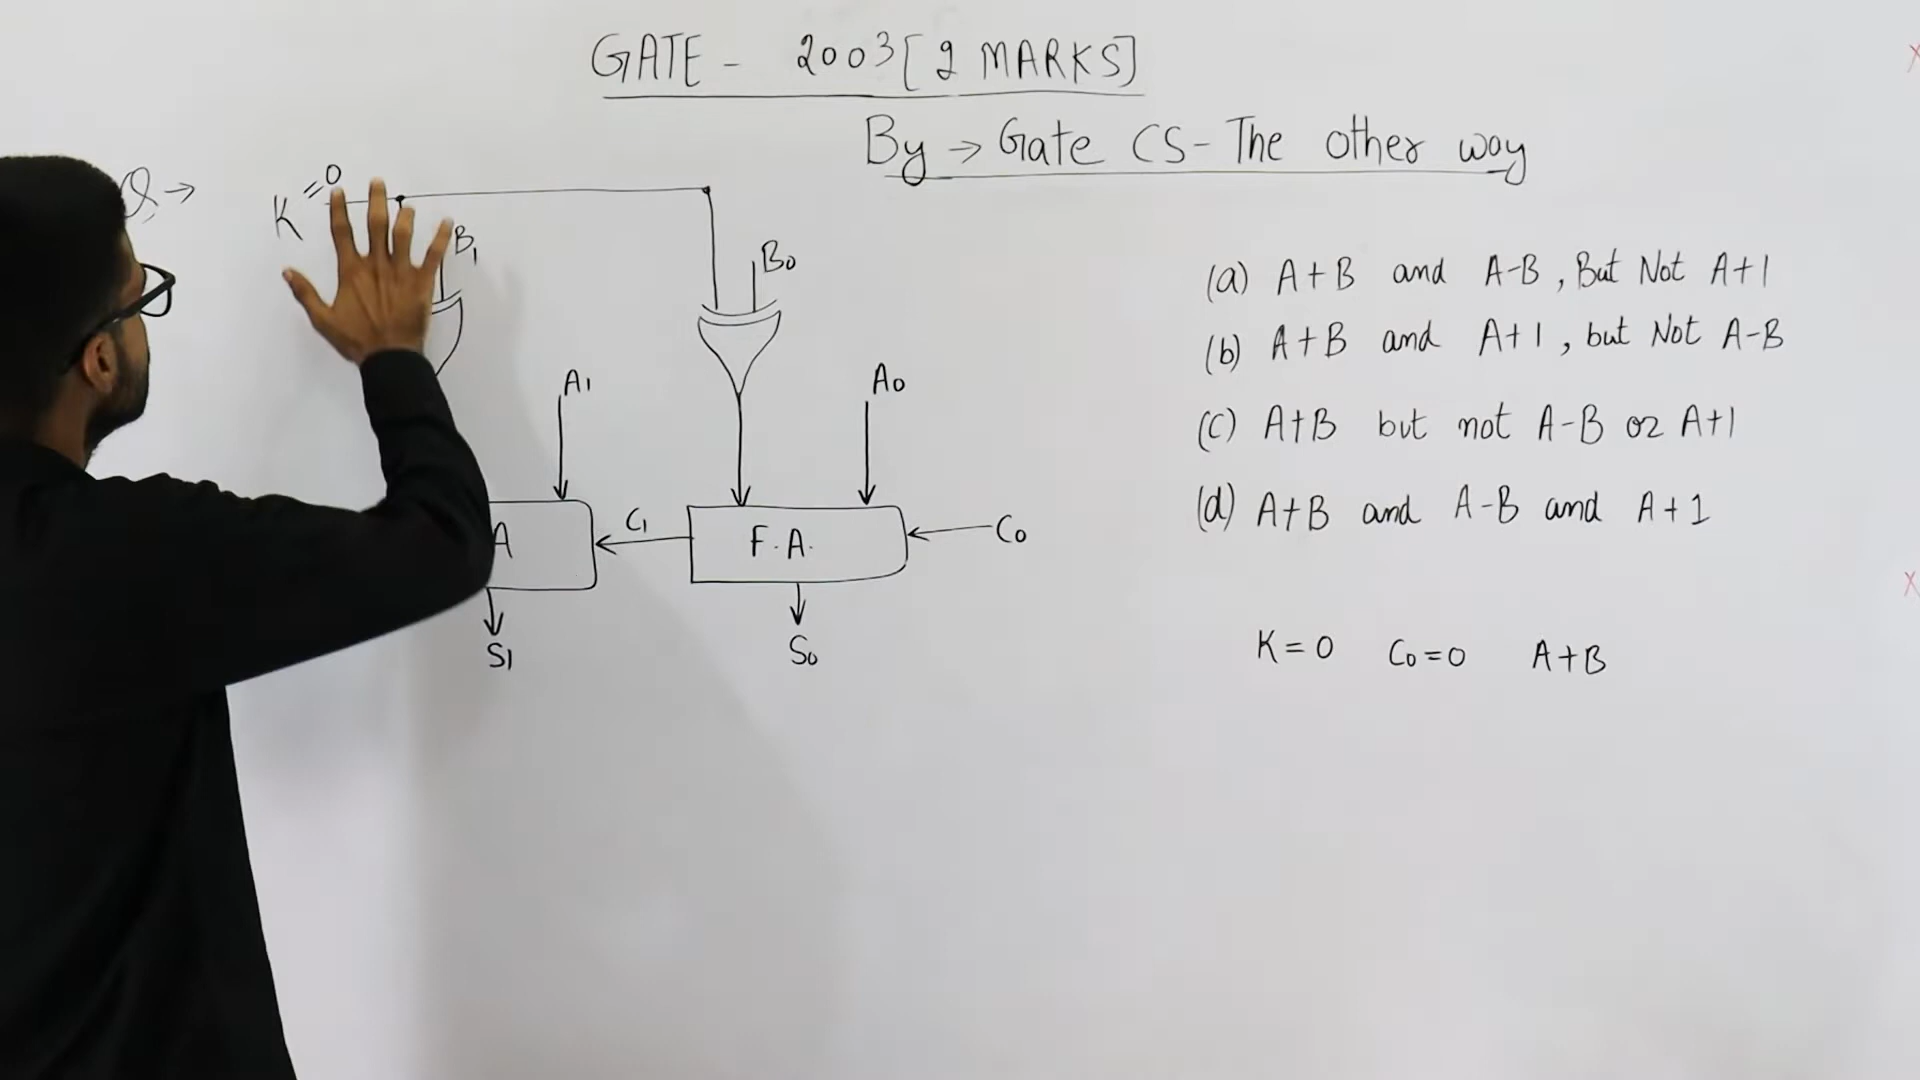 GATE - 2003 [2 MARKS]
By → Gate CS - The other way
Q →
K = 0
B₁
B₀
A₁
A₀
A
C₁
F.A.
C₀
S₁
S₀
(a) A+B and A-B, But Not A+1
(b) A+B and A+1, but Not A-B
(c) A+B but not A-B or A+1
(d) A+B and A-B and A+1
K=0 C₀=0 A+B